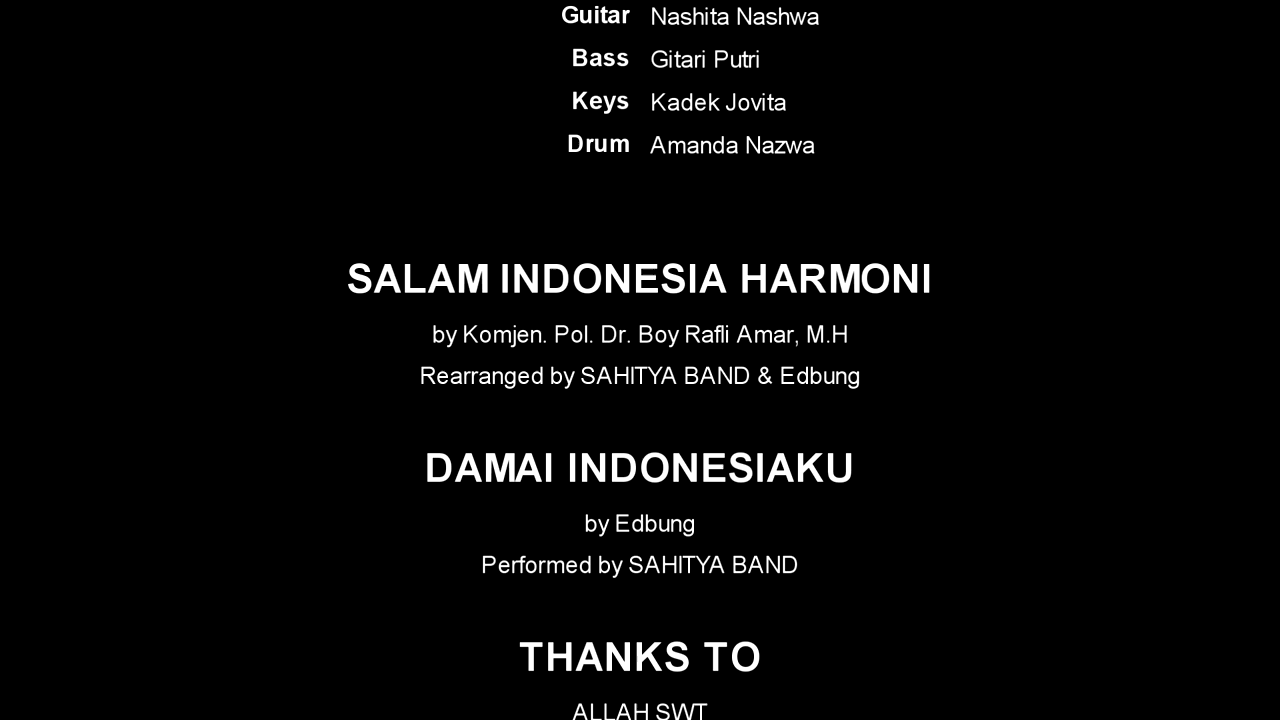 Guitar Nashita Nashwa
Bass Gitari Putri
Keys Kadek Jovita
Drum Amanda Nazwa
SALAM INDONESIA HARMONI
by Komjen. Pol. Dr. Boy Rafli Amar, M.H
Rearranged by SAHITYA BAND & Edbung
DAMAI INDONESIAKU
by Edbung
Performed by SAHITYA BAND
THANKS TO
ALLAH SWT